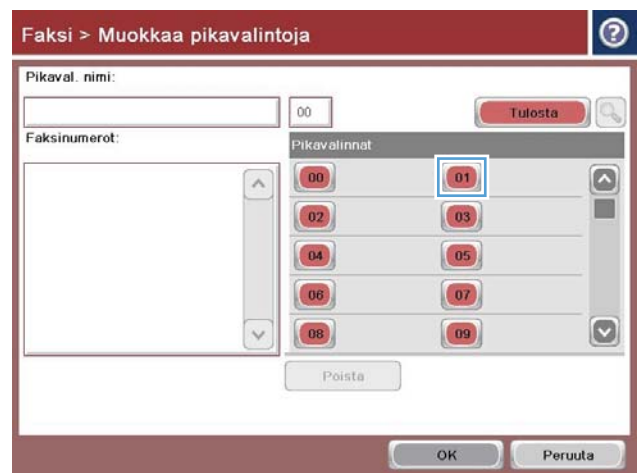 Faksi > Muokkaa pikavalintoja
?
Pikaval. nimi:
00
Tulosta
Faksinumerot:
Pikavalinnat
00 01
02 03
04 05
06 07
08 09
Poista
OK Peruuta